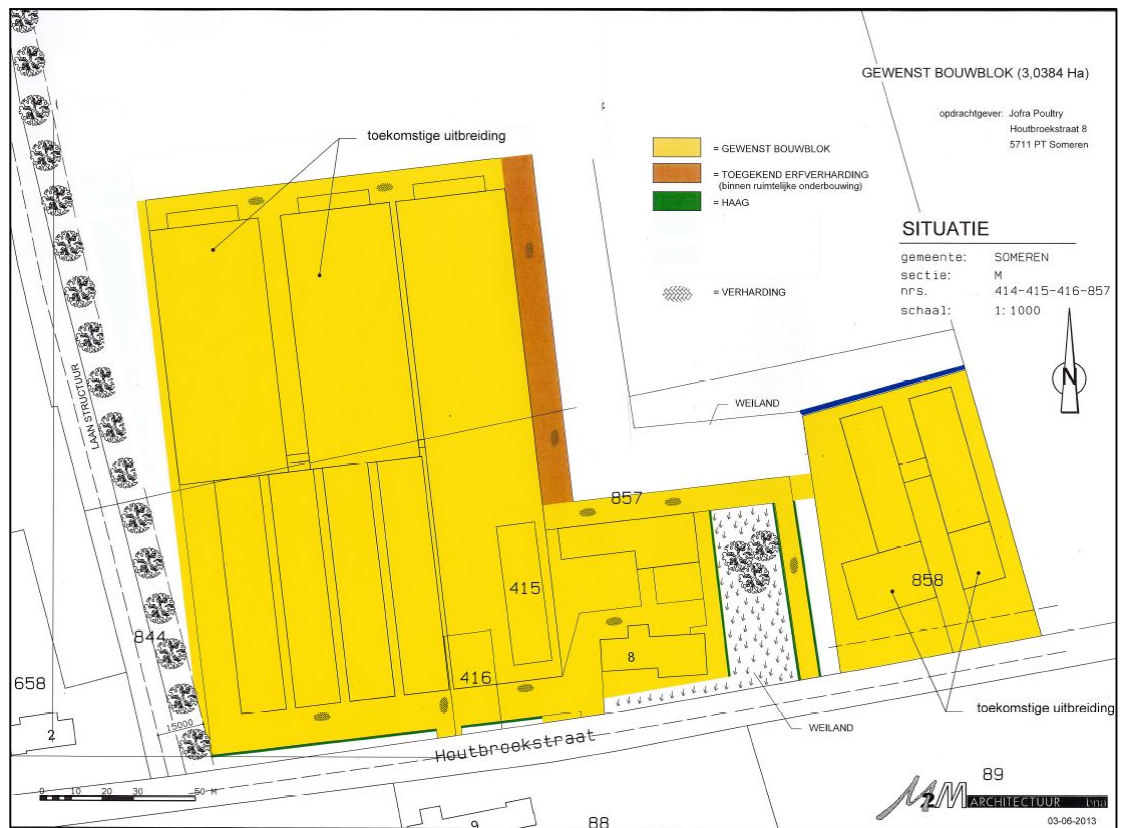 GEWENST BOUWBLOK (3,0384 Ha)
opdrachtgever: Jofra Poultry
Houtbroekstraat 8
5711 PT Someren
toekomstige uitbreiding
= GEWENST BOUWBLOK
= TOEGEKEND ERFVERHARDING
(binnen ruimtelijke onderbouwing)
= HAAG
= VERHARDING
SITUATIE
gemeente: SOMEREN
sectie: M
nrs. 414-415-416-857
schaal: 1:1000
N
LAANSTRUCTUUR
WEILAND
857
415
858
844
8
416
658
2
15000
toekomstige uitbreiding
WEILAND
Houtbroekstraat
89
0 10 20 30 50 M
9
88
M2M ARCHITECTUUR bna
03-06-2013